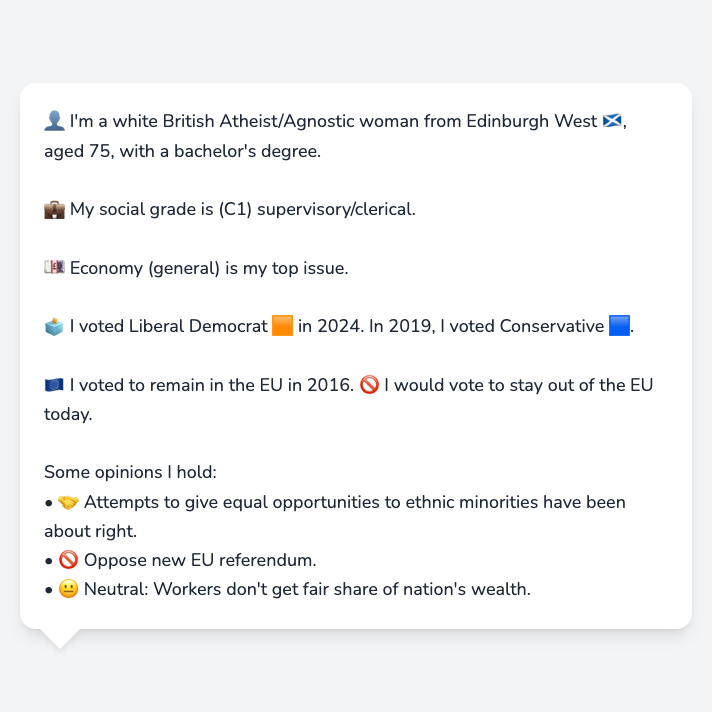 👤 I'm a white British Atheist/Agnostic woman from Edinburgh West 🏴󠁧󠁢󠁳󠁣󠁴󠁿,
aged 75, with a bachelor's degree.
💼 My social grade is (C1) supervisory/clerical.
💷 Economy (general) is my top issue.
🗳️ I voted Liberal Democrat 🟧 in 2024. In 2019, I voted Conservative 🟦.
🇪🇺 I voted to remain in the EU in 2016. 🚫 I would vote to stay out of the EU
today.
Some opinions I hold:
• 🤝 Attempts to give equal opportunities to ethnic minorities have been
about right.
• 🚫 Oppose new EU referendum.
• 😐 Neutral: Workers don't get fair share of nation's wealth.